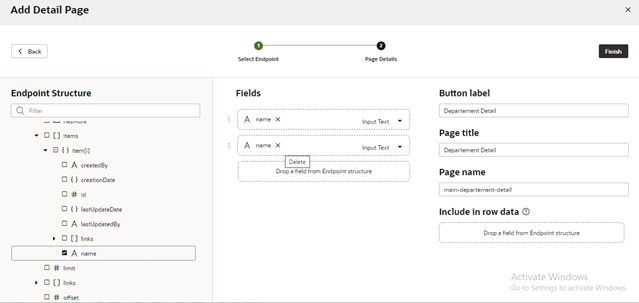 Add Detail Page
Back
1
2
Select Endpoint
Page Details
Finish
Endpoint Structure
Filter
hasMore
[ ] items
{ } item[i]
A createdBy
A creationDate
# id
{ } lastUpdateDate
A lastUpdatedBy
[ ] links
A name
# limit
[ ] links
# offset
Fields
A name × Input Text
A name × Input Text
Delete
Drop a field from Endpoint structure
Button label
Departement Detail
Page title
Departement Detail
Page name
main-departement-detail
Include in row data ?
Drop a field from Endpoint structure
Activate Windows
Go to Settings to activate Windows.